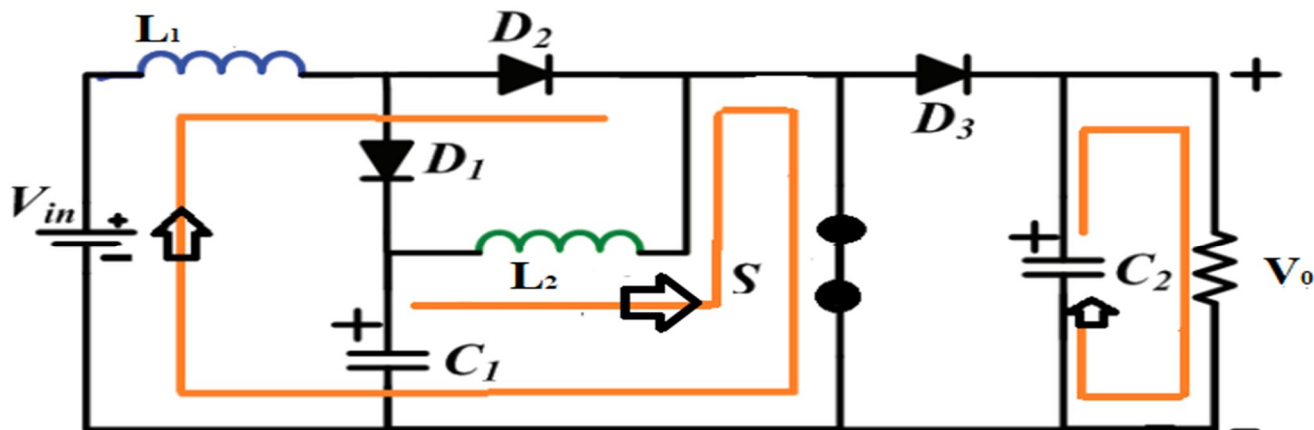 L₁
D₂
+
D₃
D₁
Vin
+
−
L₂
S
+
C₁
+
C₂
V₀
−